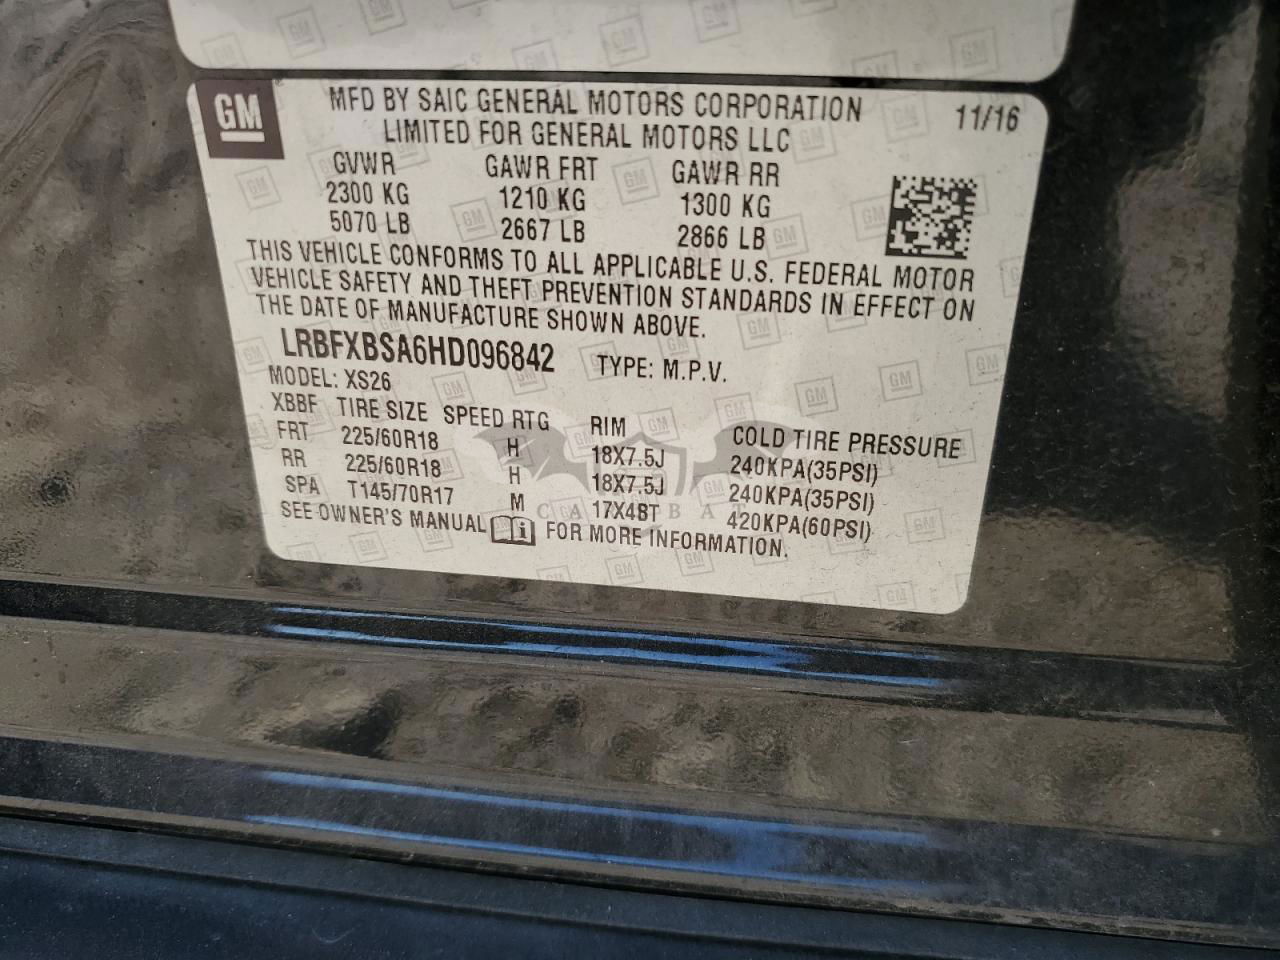 GM
MFD BY SAIC GENERAL MOTORS CORPORATION 11/16
LIMITED FOR GENERAL MOTORS LLC
GVWR GAWR FRT GAWR RR
2300 KG 1210 KG 1300 KG
5070 LB 2667 LB 2866 LB
THIS VEHICLE CONFORMS TO ALL APPLICABLE U.S. FEDERAL MOTOR
VEHICLE SAFETY AND THEFT PREVENTION STANDARDS IN EFFECT ON
THE DATE OF MANUFACTURE SHOWN ABOVE.
LRBFXBSA6HD096842 TYPE: M.P.V.
MODEL: XS26
XBBF TIRE SIZE SPEED RTG RIM COLD TIRE PRESSURE
FRT 225/60R18 H 18X7.5J 240KPA(35PSI)
RR 225/60R18 H 18X7.5J 240KPA(35PSI)
SPA T145/70R17 M 17X4BT 420KPA(60PSI)
SEE OWNER'S MANUAL i FOR MORE INFORMATION.